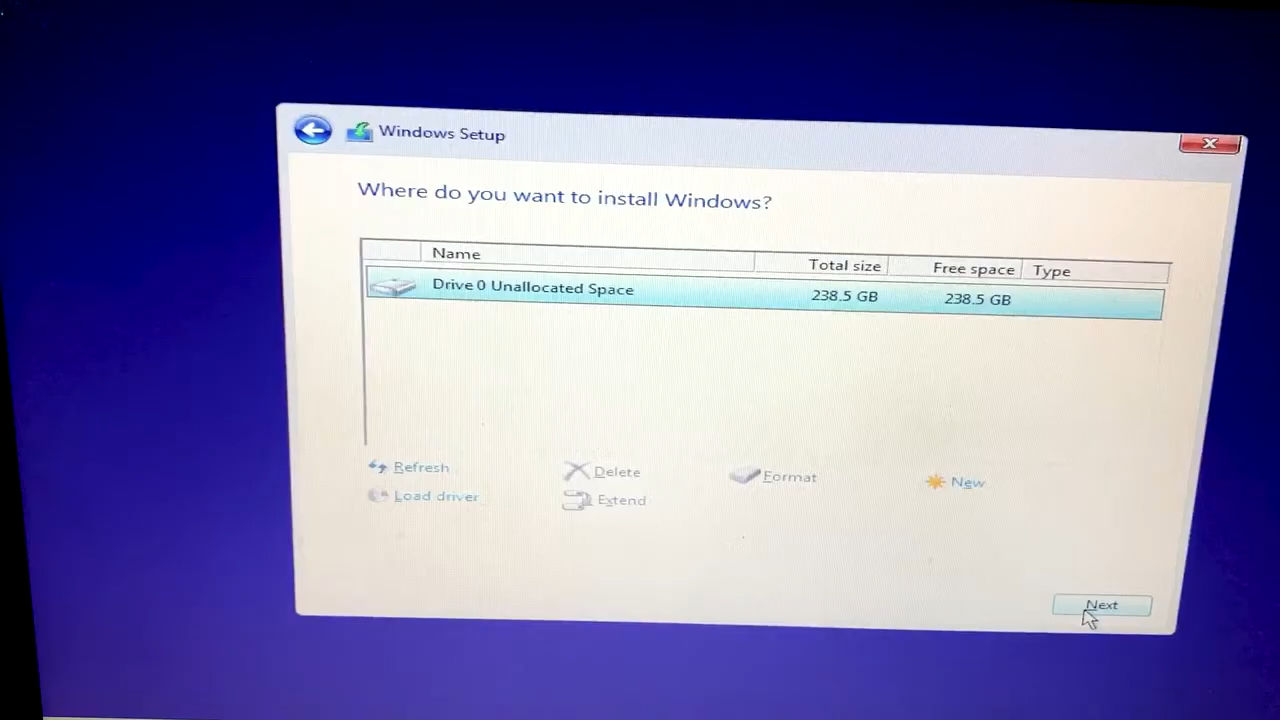 Windows Setup
Where do you want to install Windows?
Name Total size Free space Type
Drive 0 Unallocated Space 238.5 GB 238.5 GB
Refresh Delete Format New
Load driver Extend
Next